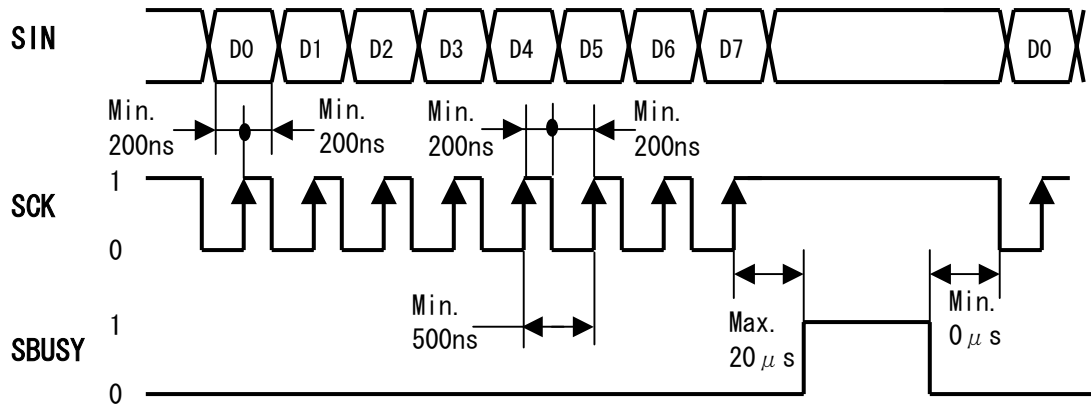 SIN D0 D1 D2 D3 D4 D5 D6 D7 D0
Min. Min. Min. Min.
200ns 200ns 200ns 200ns
1
SCK
0
Min. Max. Min.
500ns 20μs 0μs
1
SBUSY
0